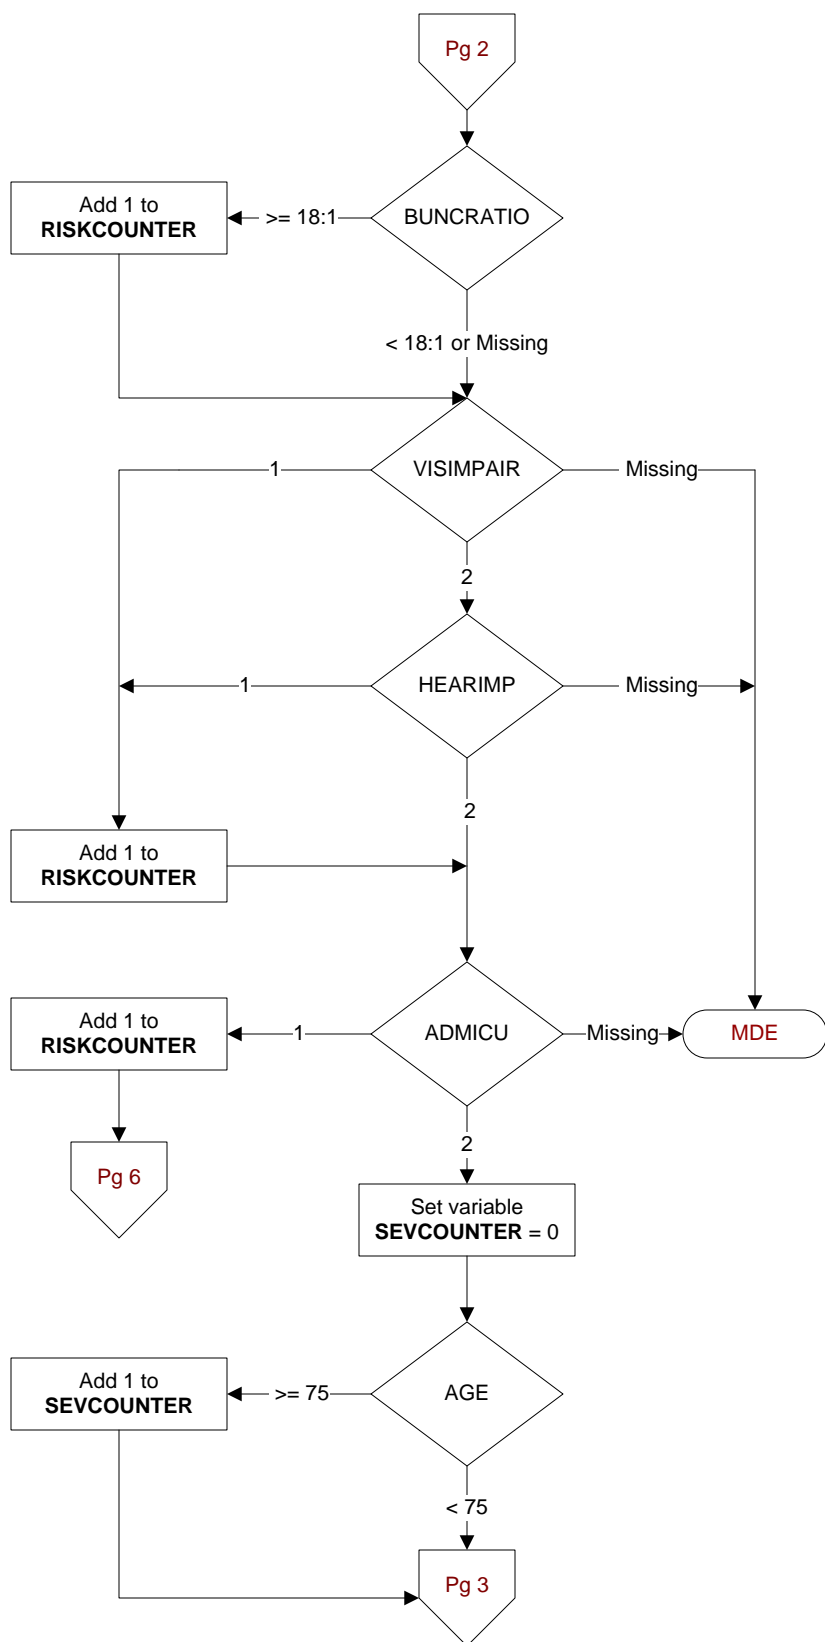 Pg 2
BUNCRATIO
>= 18:1
Add 1 to
RISKCOUNTER
< 18:1 or Missing
VISIMPAIR
1
Missing
2
HEARIMP
1
Missing
2
Add 1 to
RISKCOUNTER
ADMICU
1
Missing
MDE
Add 1 to
RISKCOUNTER
Pg 6
2
Set variable
SEVCOUNTER = 0
AGE
>= 75
Add 1 to
SEVCOUNTER
< 75
Pg 3